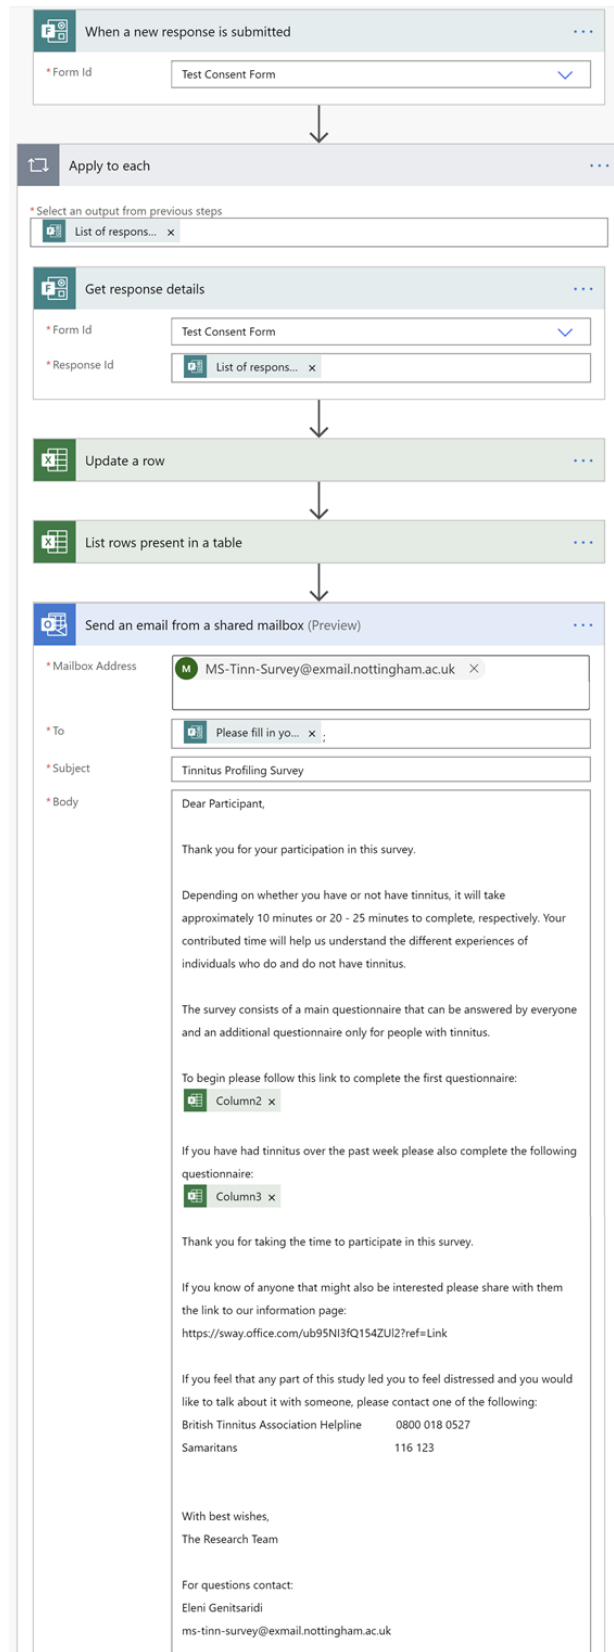 When a new response is submitted
* Form Id
Test Consent Form
Apply to each
* Select an output from previous steps
List of respons... ×
Get response details
* Form Id
Test Consent Form
* Response Id
List of respons... ×
Update a row
List rows present in a table
Send an email from a shared mailbox (Preview)
* Mailbox Address
M MS-Tinn-Survey@exmail.nottingham.ac.uk ×
* To
Please fill in yo... × ;
* Subject
Tinnitus Profiling Survey
* Body
Dear Participant,
Thank you for your participation in this survey.
Depending on whether you have or not have tinnitus, it will take
approximately 10 minutes or 20 - 25 minutes to complete, respectively. Your
contributed time will help us understand the different experiences of
individuals who do and do not have tinnitus.
The survey consists of a main questionnaire that can be answered by everyone
and an additional questionnaire only for people with tinnitus.
To begin please follow this link to complete the first questionnaire:
Column2 ×
If you have had tinnitus over the past week please also complete the following
questionnaire:
Column3 ×
Thank you for taking the time to participate in this survey.
If you know of anyone that might also be interested please share with them
the link to our information page:
https://sway.office.com/ub95NI3fQ154ZUl2?ref=Link
If you feel that any part of this study led you to feel distressed and you would
like to talk about it with someone, please contact one of the following:
British Tinnitus Association Helpline 0800 018 0527
Samaritans 116 123
With best wishes,
The Research Team
For questions contact:
Eleni Genitsaridi
ms-tinn-survey@exmail.nottingham.ac.uk